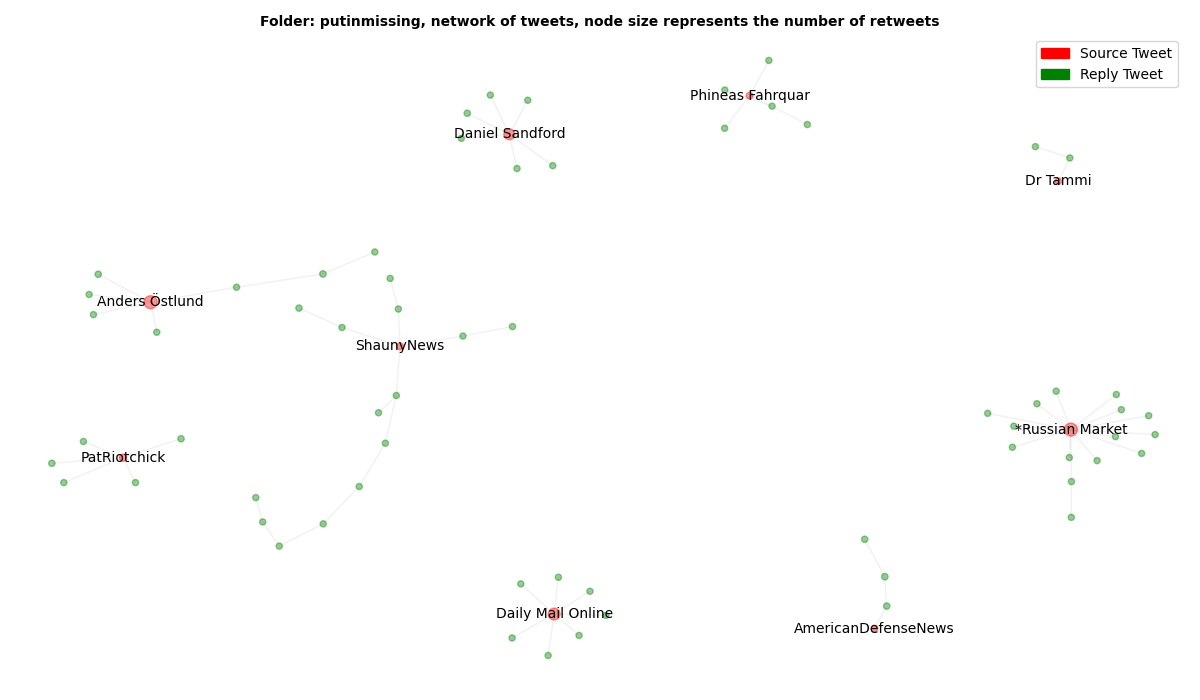 Folder: putinmissing, network of tweets, node size represents the number of retweets
Source Tweet
Reply Tweet
Phineas Fahrquar
Daniel Sandford
Dr Tammi
Anders Östlund
ShaunyNews
*Russian Market
PatRiotchick
Daily Mail Online
AmericanDefenseNews